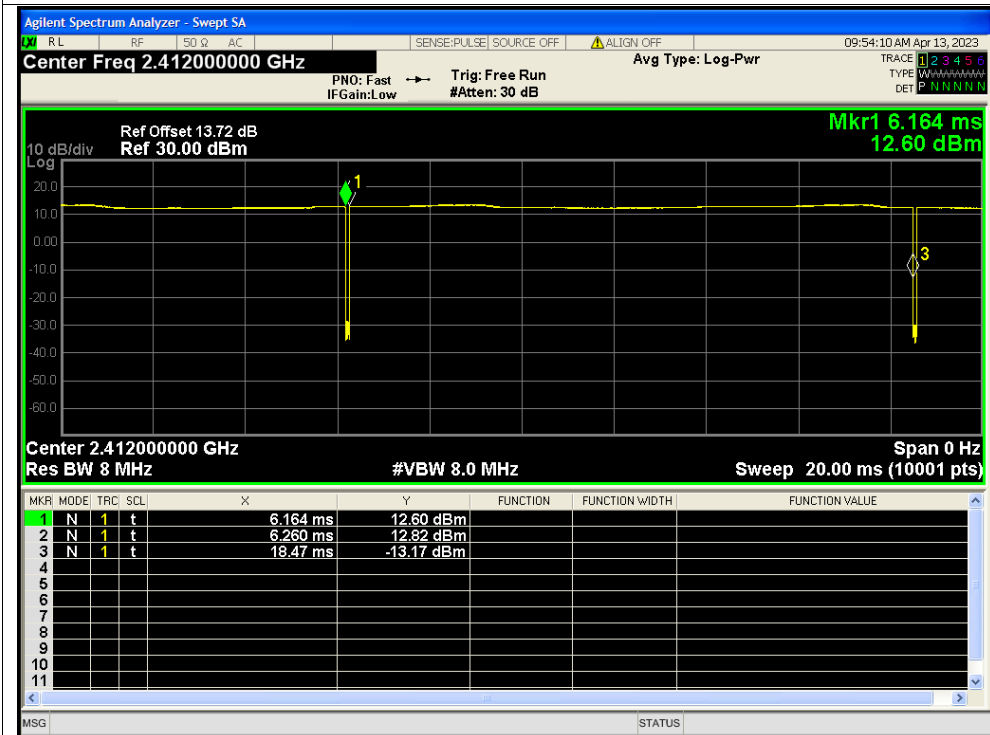 Agilent Spectrum Analyzer - Swept SA
LXI RL RF 50 Ω AC SENSE:PULSE SOURCE OFF ALIGN OFF 09:54:10 AM Apr 13, 2023
Center Freq 2.412000000 GHz Avg Type: Log-Pwr TRACE 1 2 3 4 5 6
PNO: Fast Trig: Free Run TYPE WWWWWW
IFGain:Low #Atten: 30 dB DET P N N N N N
Mkr1 6.164 ms
Ref Offset 13.72 dB
10 dB/div Ref 30.00 dBm 12.60 dBm
Log
20.0
1
10.0
0.00
3
-10.0
-20.0
-30.0
-40.0
-50.0
-60.0
Center 2.412000000 GHz Span 0 Hz
Res BW 8 MHz #VBW 8.0 MHz Sweep 20.00 ms (10001 pts)
MKR MODE TRC SCL X Y FUNCTION FUNCTION WIDTH FUNCTION VALUE
1 N 1 t 6.164 ms 12.60 dBm
2 N 1 t 6.260 ms 12.82 dBm
3 N 1 t 18.47 ms -13.17 dBm
4
5
6
7
8
9
10
11
MSG STATUS